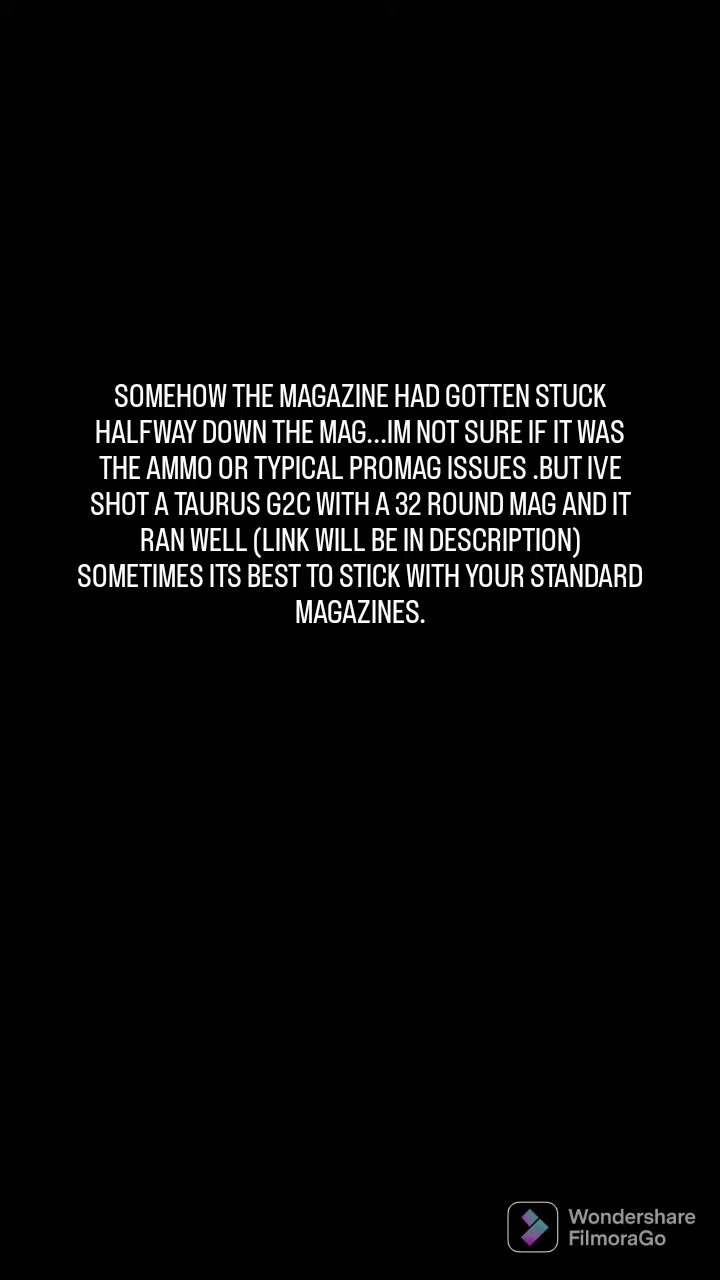 SOMEHOW THE MAGAZINE HAD GOTTEN STUCK
HALFWAY DOWN THE MAG...IM NOT SURE IF IT WAS
THE AMMO OR TYPICAL PROMAG ISSUES .BUT IVE
SHOT A TAURUS G2C WITH A 32 ROUND MAG AND IT
RAN WELL (LINK WILL BE IN DESCRIPTION)
SOMETIMES ITS BEST TO STICK WITH YOUR STANDARD
MAGAZINES.
Wondershare
FilmoraGo